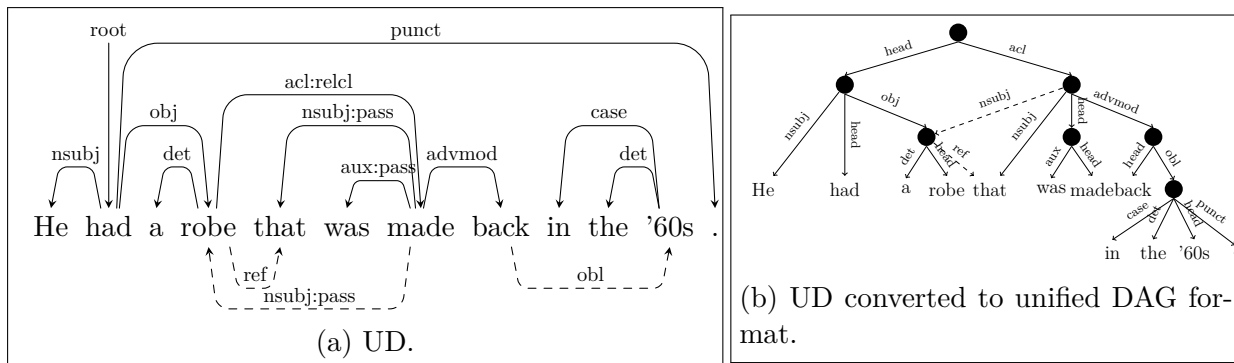 root
punct
acl:relcl
obj
nsubj:pass
case
nsubj
det
aux:pass
advmod
det
He had a robe that was made back in the '60s .
ref
obl
nsubj:pass
(a) UD.
head
acl
nsubj
head
obj
nsubj
nsubj
head
advmod
det
head
ref
aux
head
head
obl
He had a robe that was made back
case
det
head
punct
in the '60s
(b) UD converted to unified DAG for-
mat.